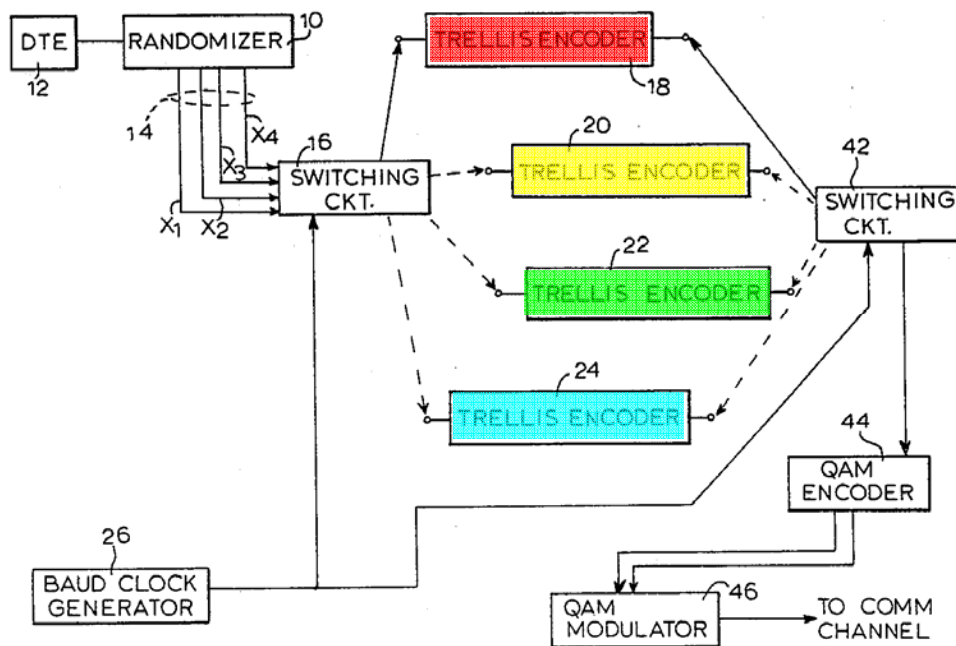 DTE
12
RANDOMIZER
10
14
X1
X2
X3
X4
16
SWITCHING
CKT.
TRELLIS ENCODER
18
20
TRELLIS ENCODER
22
TRELLIS ENCODER
24
TRELLIS ENCODER
42
SWITCHING
CKT.
44
QAM
ENCODER
26
BAUD CLOCK
GENERATOR
46
QAM
MODULATOR
TO COMM
CHANNEL